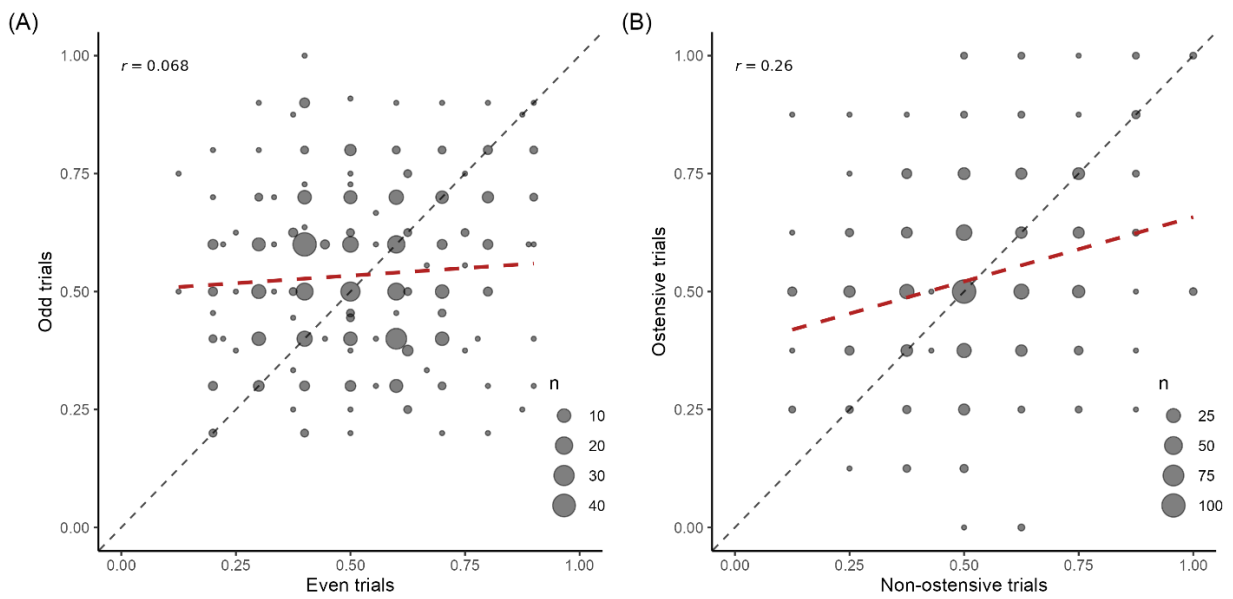 (A)
r = 0.068
Odd trials
1.00
0.75
0.50
0.25
0.00
0.00 0.25 0.50 0.75 1.00
Even trials
n
10
20
30
40
(B)
r = 0.26
Ostensive trials
1.00
0.75
0.50
0.25
0.00
0.00 0.25 0.50 0.75 1.00
Non-ostensive trials
n
25
50
75
100